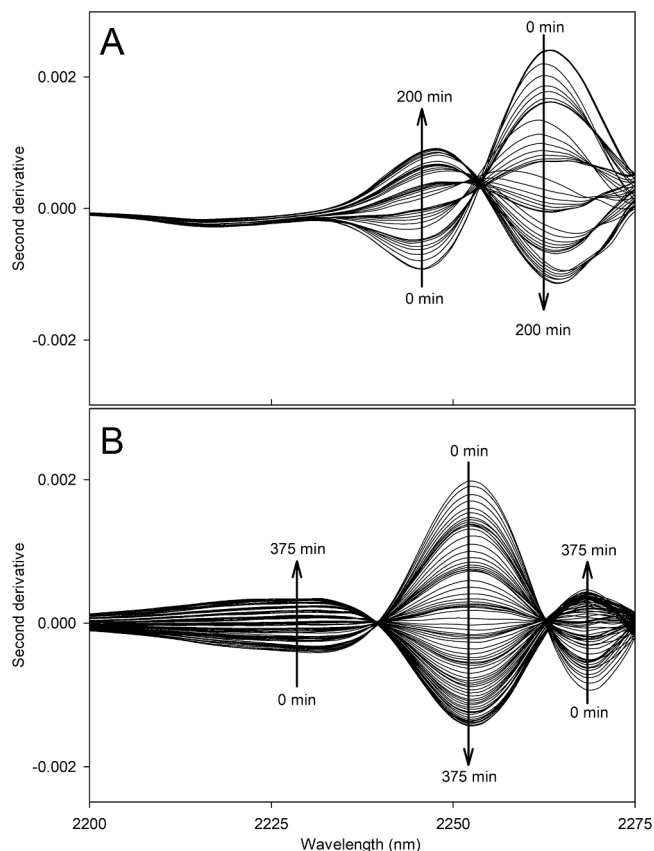 A
0 min
0.002
200 min
0.000
Second derivative
0 min
-0.002
200 min
B
0 min
0.002
375 min
375 min
0.000
Second derivative
0 min
0 min
-0.002
375 min
2200 2225 2250 2275
Wavelength (nm)